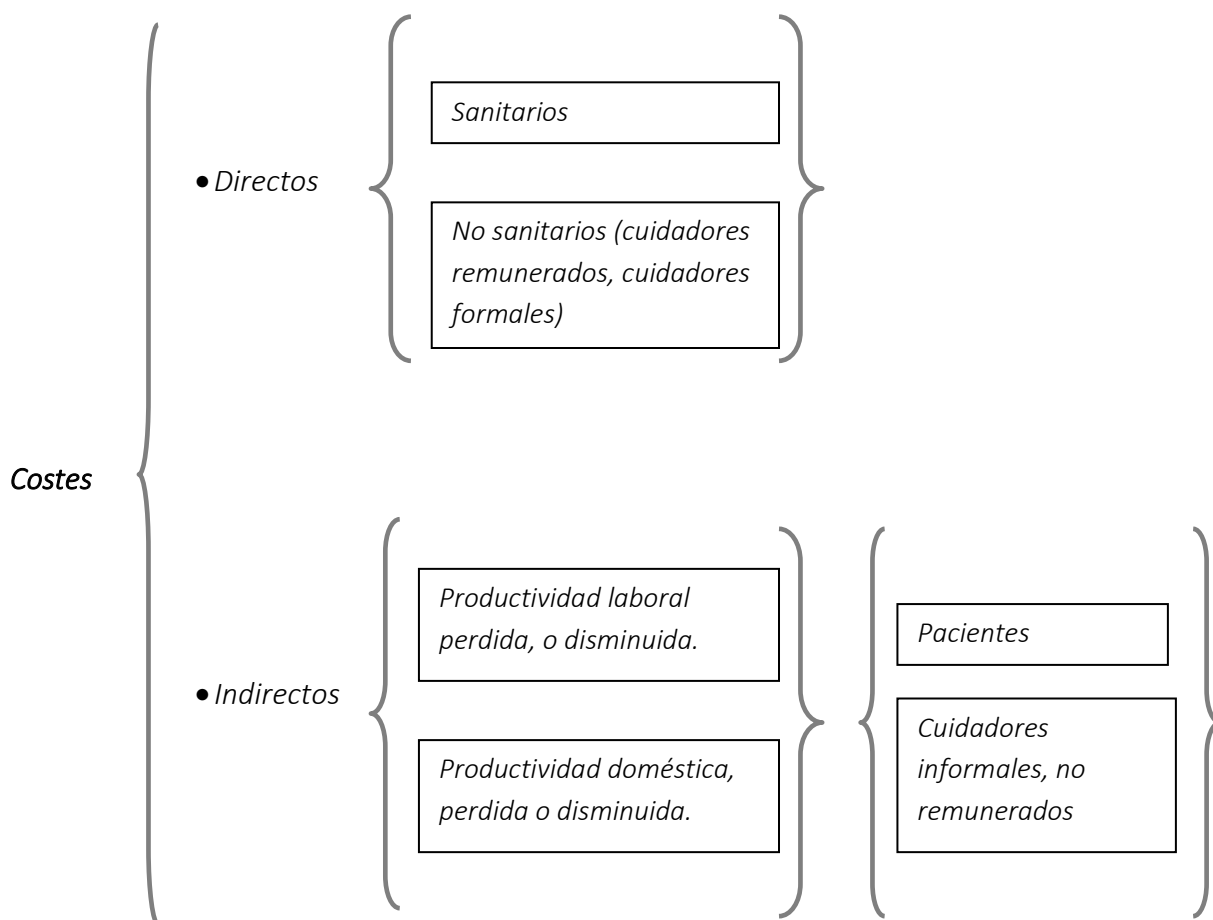 Costes
• Directos
Sanitarios
No sanitarios (cuidadores
remunerados, cuidadores
formales)
• Indirectos
Productividad laboral
perdida, o disminuida.
Productividad doméstica,
perdida o disminuida.
Pacientes
Cuidadores
informales, no
remunerados